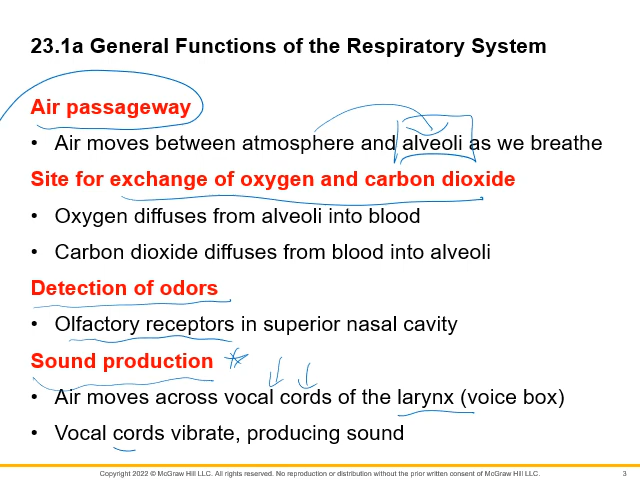 23.1a General Functions of the Respiratory System
Air passageway
• Air moves between atmosphere and alveoli as we breathe
Site for exchange of oxygen and carbon dioxide
• Oxygen diffuses from alveoli into blood
• Carbon dioxide diffuses from blood into alveoli
Detection of odors
• Olfactory receptors in superior nasal cavity
Sound production
• Air moves across vocal cords of the larynx (voice box)
• Vocal cords vibrate, producing sound
Copyright 2022 © McGraw Hill LLC. All rights reserved. No reproduction or distribution without the prior written consent of McGraw Hill LLC.
3